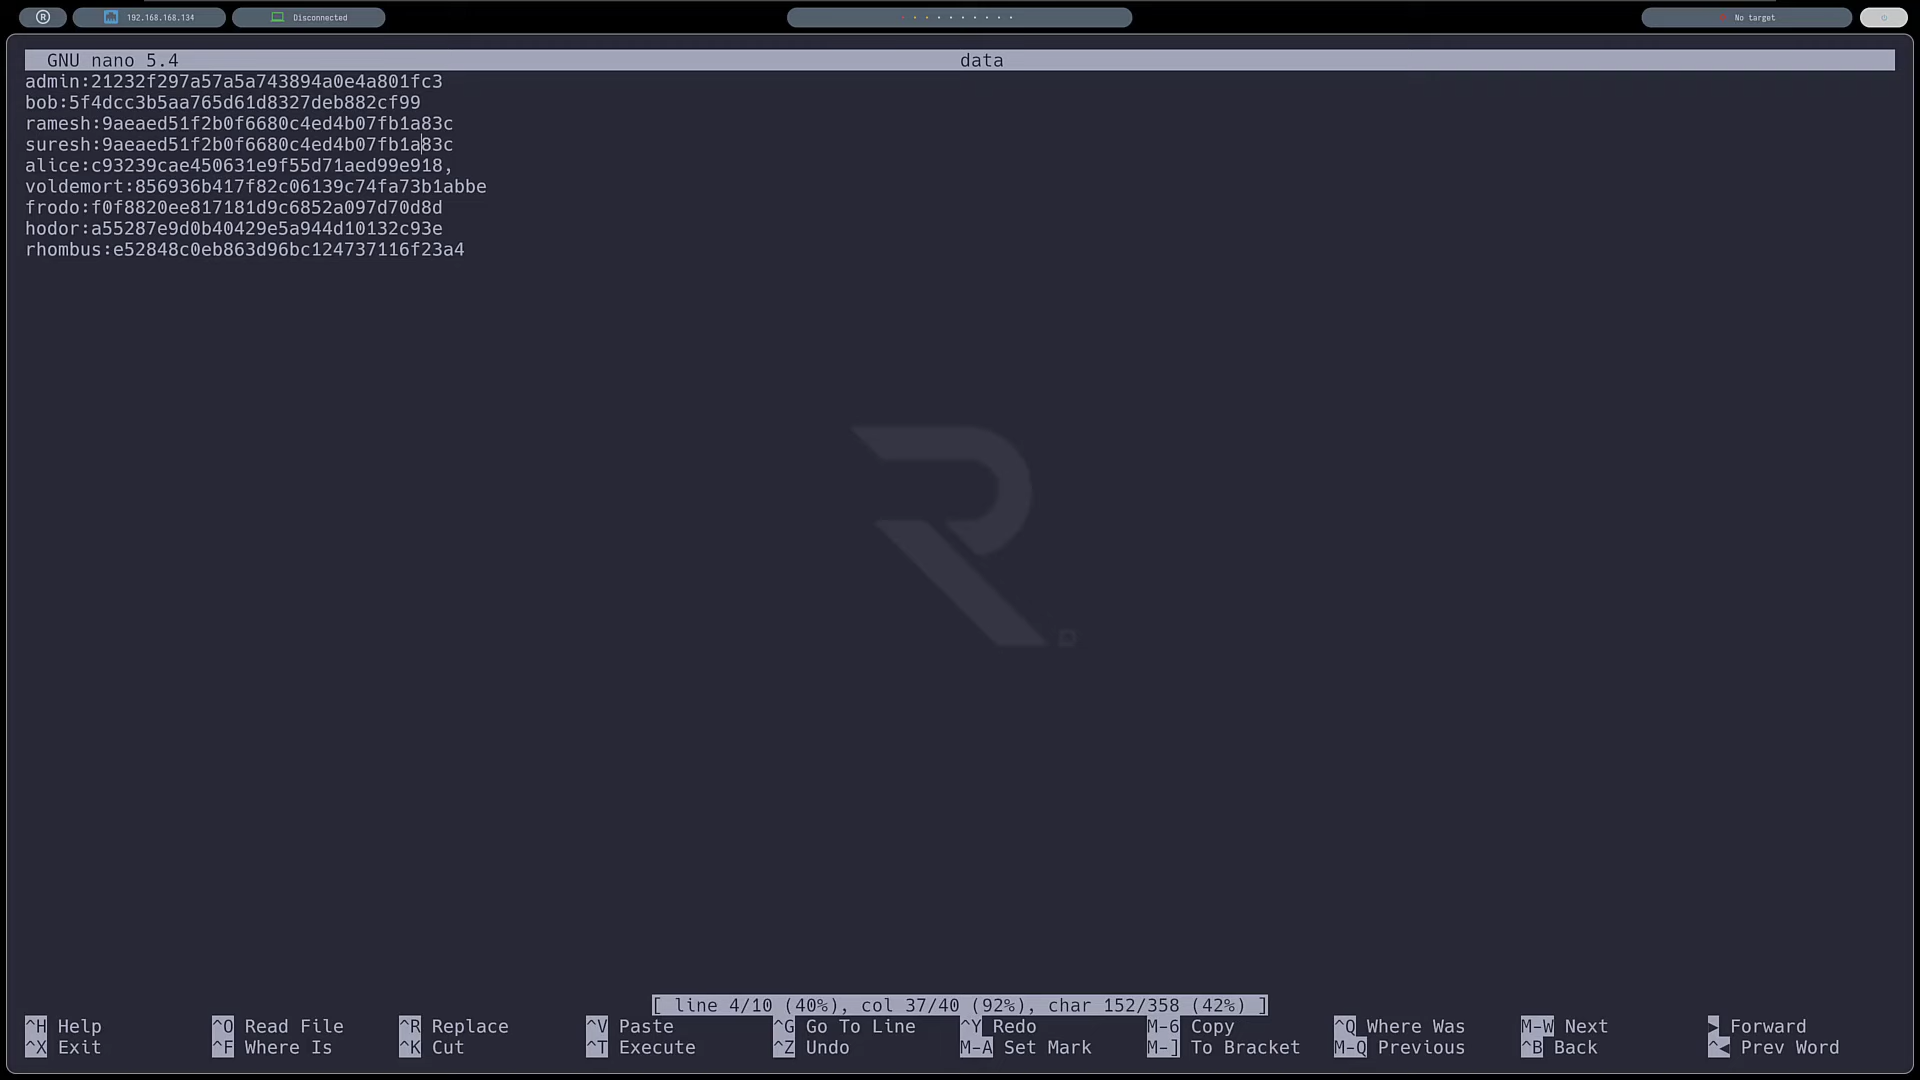 192.168.168.134
Disconnected
No target
GNU nano 5.4 data
admin:21232f297a57a5a743894a0e4a801fc3
bob:5f4dcc3b5aa765d61d8327deb882cf99
ramesh:9aeaed51f2b0f6680c4ed4b07fb1a83c
suresh:9aeaed51f2b0f6680c4ed4b07fb1a83c
alice:c93239cae450631e9f55d71aed99e918,
voldemort:856936b417f82c06139c74fa73b1abbe
frodo:f0f8820ee817181d9c6852a097d70d8d
hodor:a55287e9d0b40429e5a944d10132c93e
rhombus:e52848c0eb863d96bc124737116f23a4
[ line 4/10 (40%), col 37/40 (92%), char 152/358 (42%) ]
^H Help ^O Read File ^R Replace ^V Paste ^G Go To Line ^Y Redo M-6 Copy ^Q Where Was M-W Next ► Forward
^X Exit ^F Where Is ^K Cut ^T Execute ^Z Undo M-A Set Mark M-] To Bracket M-Q Previous ^B Back ^◄ Prev Word